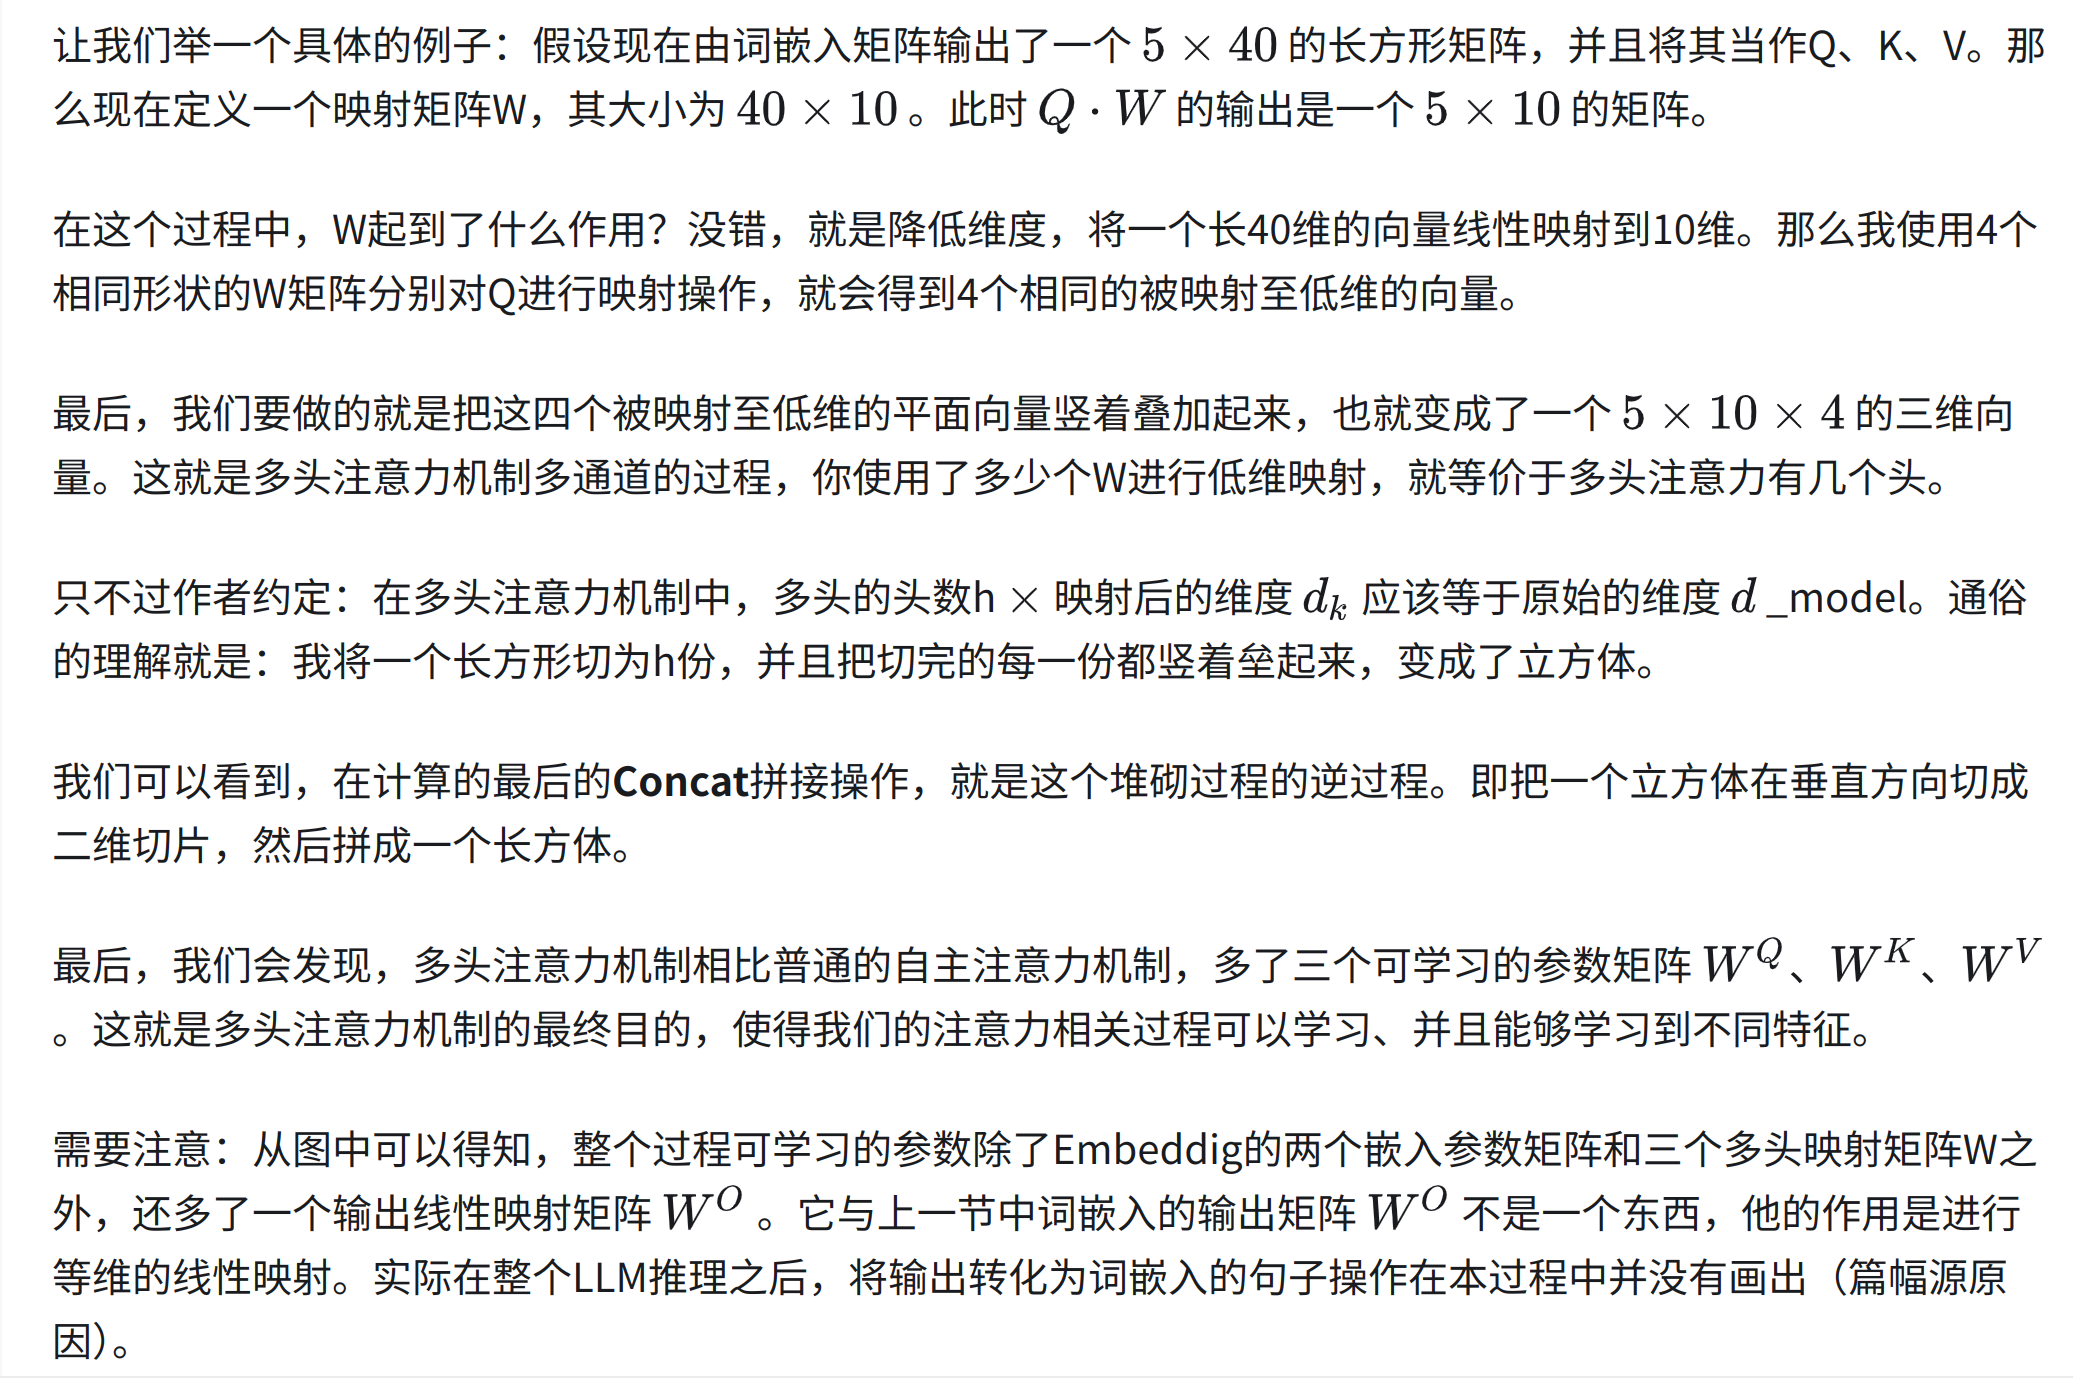 让我们举一个具体的例子：假设现在由词嵌入矩阵输出了一个 5 × 40 的长方形矩阵，并且将其当作Q、K、V。那
么现在定义一个映射矩阵W，其大小为 40 × 10 。此时 Q · W 的输出是一个 5 × 10 的矩阵。
在这个过程中，W起到了什么作用？没错，就是降低维度，将一个长40维的向量线性映射到10维。那么我使用4个
相同形状的W矩阵分别对Q进行映射操作，就会得到4个相同的被映射至低维的向量。
最后，我们要做的就是把这四个被映射至低维的平面向量竖着叠加起来，也就变成了一个 5 × 10 × 4 的三维向
量。这就是多头注意力机制多通道的过程，你使用了多少个W进行低维映射，就等价于多头注意力有几个头。
只不过作者约定：在多头注意力机制中，多头的头数h × 映射后的维度 d_k 应该等于原始的维度 d _model。通俗
的理解就是：我将一个长方形切为h份，并且把切完的每一份都竖着垒起来，变成了立方体。
我们可以看到，在计算的最后的Concat拼接操作，就是这个堆砌过程的逆过程。即把一个立方体在垂直方向切成
二维切片，然后拼成一个长方体。
最后，我们会发现，多头注意力机制相比普通的自主注意力机制，多了三个可学习的参数矩阵 W^Q 、W^K 、W^V
。这就是多头注意力机制的最终目的，使得我们的注意力相关过程可以学习、并且能够学习到不同特征。
需要注意：从图中可以得知，整个过程可学习的参数除了Embeddig的两个嵌入参数矩阵和三个多头映射矩阵W之
外，还多了一个输出线性映射矩阵 W^O 。它与上一节中词嵌入的输出矩阵 W^O 不是一个东西，他的作用是进行
等维的线性映射。实际在整个LLM推理之后，将输出转化为词嵌入的句子操作在本过程中并没有画出（篇幅源原
因）。